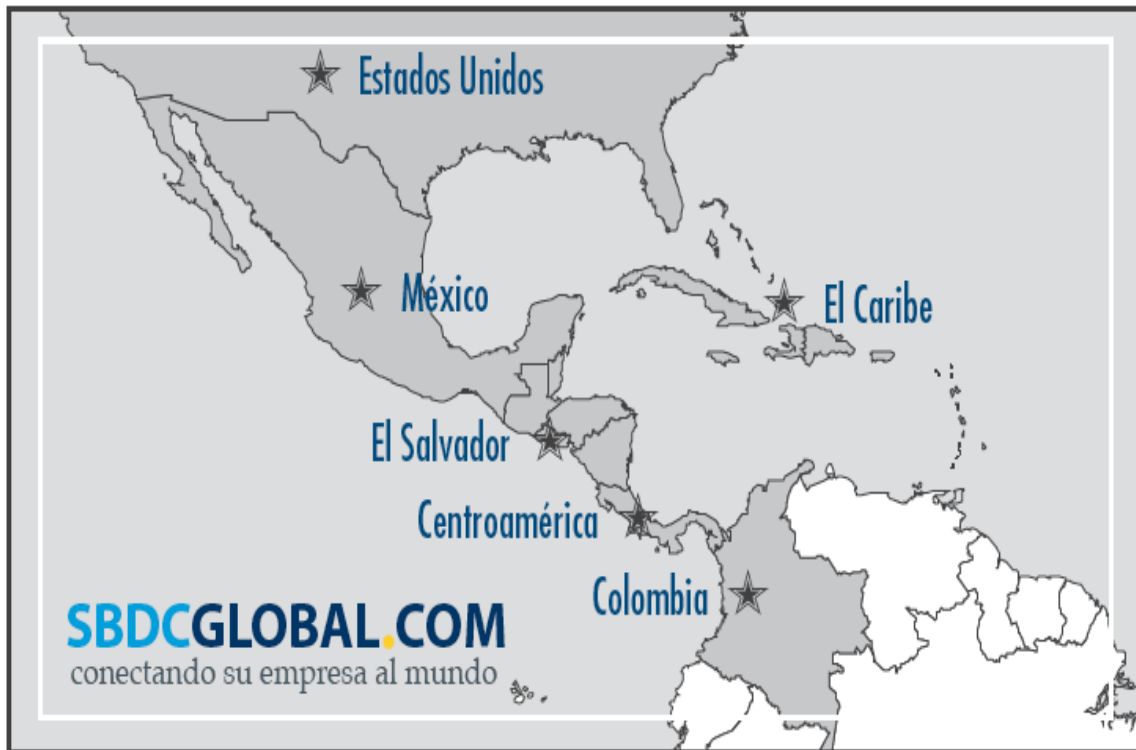 Estados Unidos
México
El Caribe
El Salvador
Centroamérica
Colombia
SBDCGLOBAL.COM
conectando su empresa al mundo